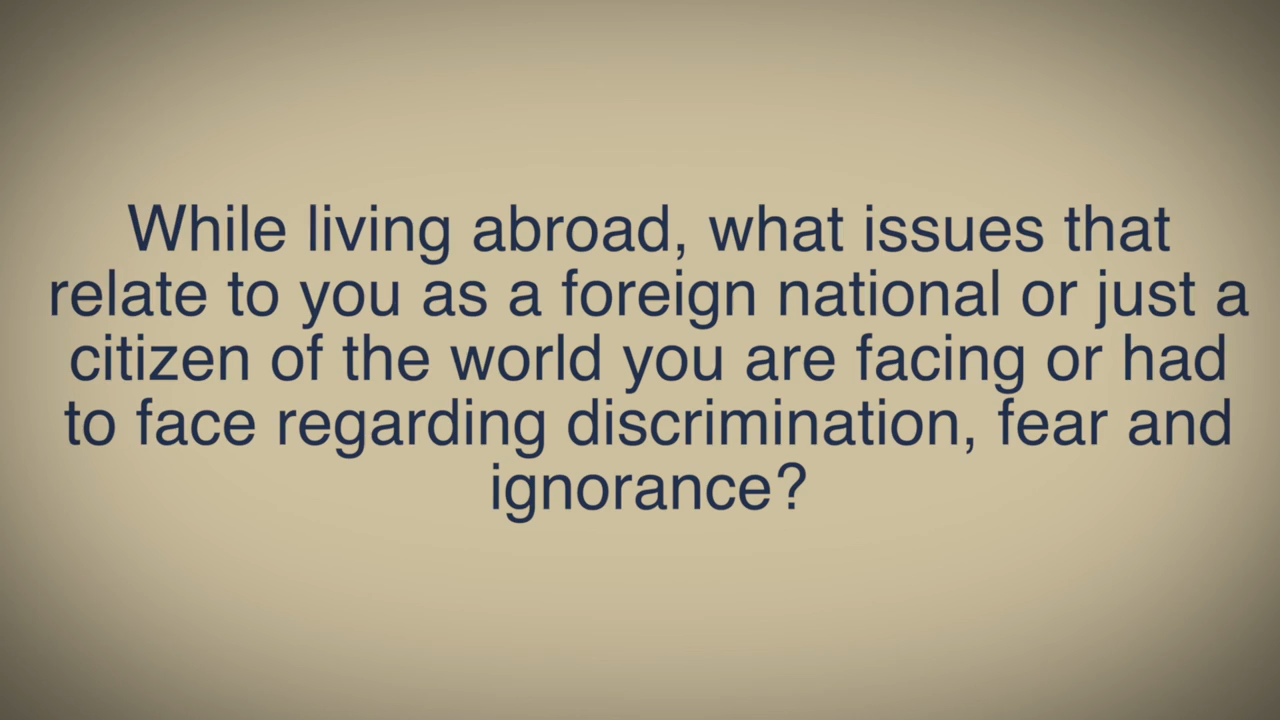 While living abroad, what issues that
relate to you as a foreign national or just a
citizen of the world you are facing or had
to face regarding discrimination, fear and
ignorance?